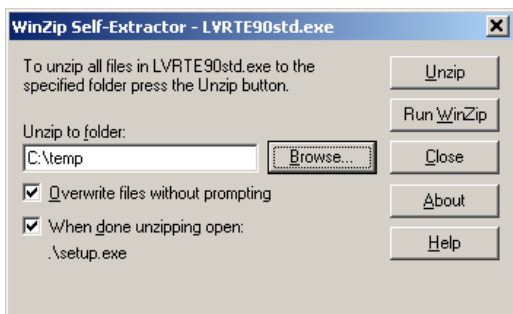 WinZip Self-Extractor - LVRTE90std.exe
To unzip all files in LVRTE90std.exe to the
specified folder press the Unzip button.
Unzip to folder:
C:\temp
Browse...
Overwrite files without prompting
When done unzipping open:
.\setup.exe
Unzip
Run WinZip
Close
About
Help